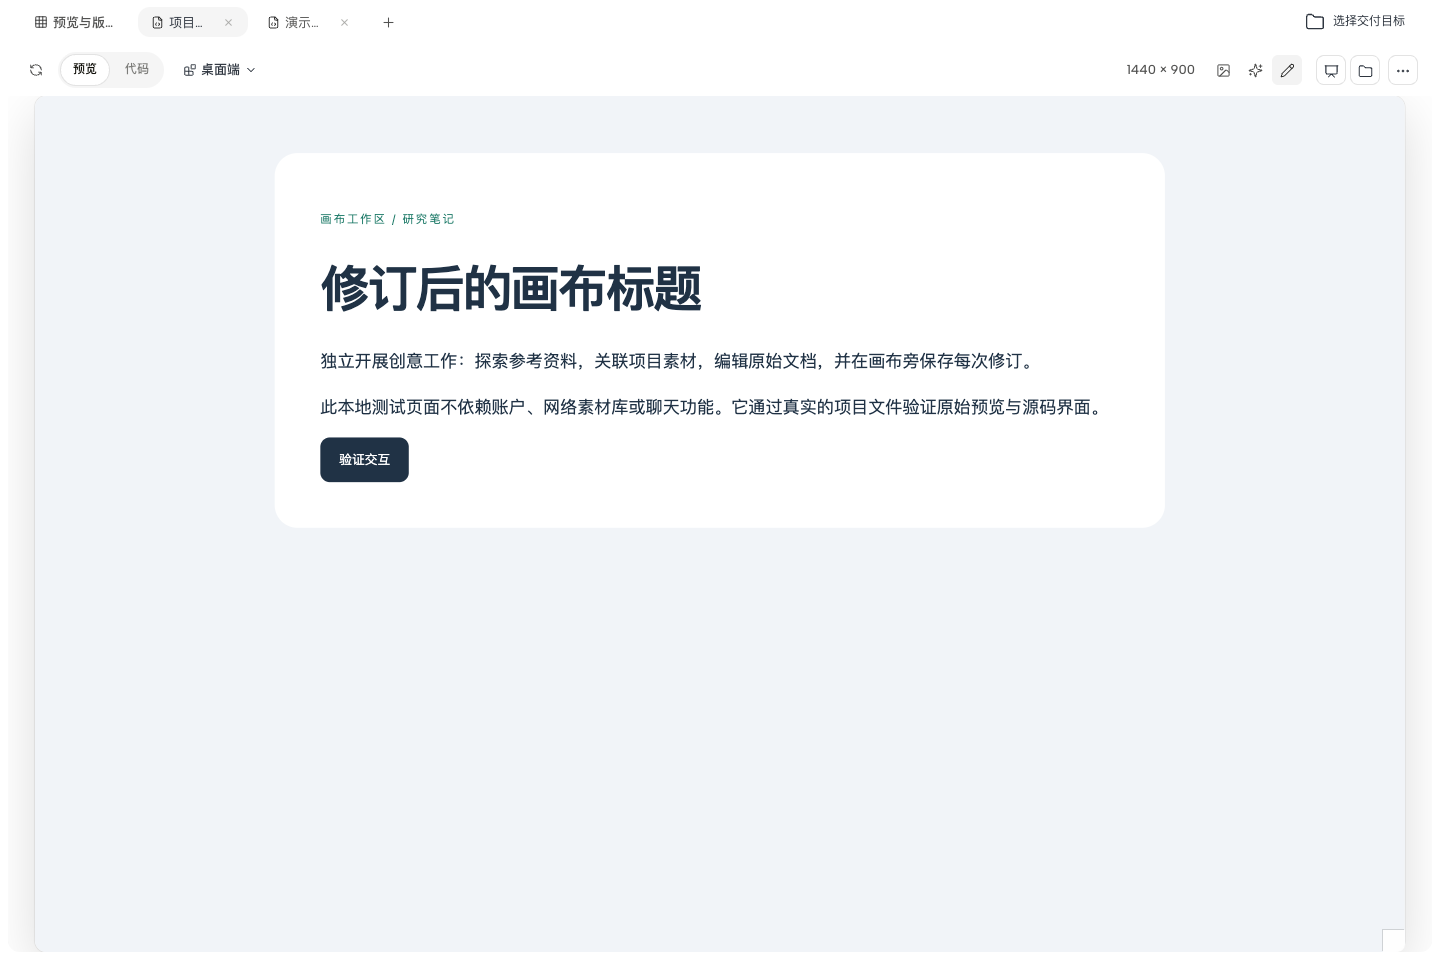 预览与版...
项目...
演示...
选择交付目标
预览
代码
桌面端
1440 × 900
画布工作区 / 研究笔记
修订后的画布标题
独立开展创意工作：探索参考资料，关联项目素材，编辑原始文档，并在画布旁保存每次修订。
此本地测试页面不依赖账户、网络素材库或聊天功能。它通过真实的项目文件验证原始预览与源码界面。
验证交互